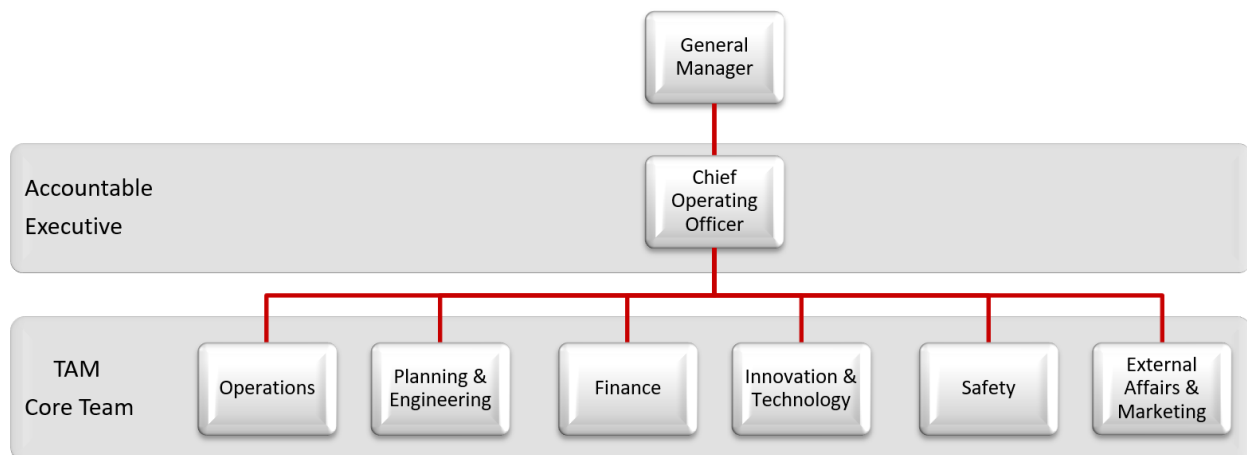 General
Manager
Accountable
Executive
Chief
Operating
Officer
TAM
Core Team
Operations
Planning &
Engineering
Finance
Innovation &
Technology
Safety
External
Affairs &
Marketing